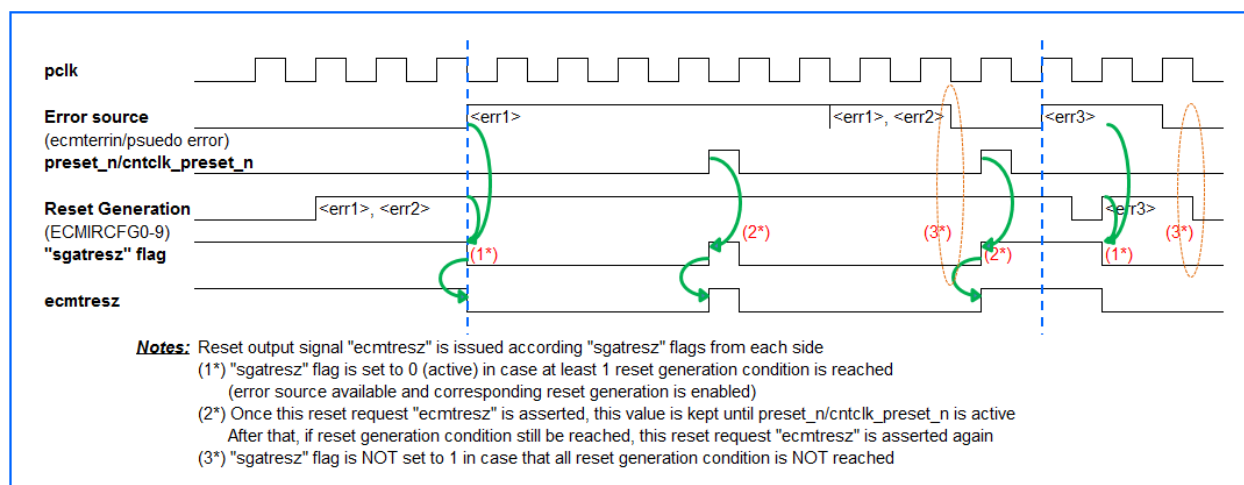 pclk
Error source
<err1>
<err1>, <err2>
<err3>
(ecmterrin/psuedo error)
preset_n/cntclk_preset_n
Reset Generation
<err1>, <err2>
<err3>
(ECMIRCFG0-9)
(2*)
(3*)
(3*)
"sgatresz" flag
(1*)
(2*)
(1*)
ecmtresz
Notes: Reset output signal "ecmtresz" is issued according "sgatresz" flags from each side
(1*) "sgatresz" flag is set to 0 (active) in case at least 1 reset generation condition is reached
(error source available and corresponding reset generation is enabled)
(2*) Once this reset request "ecmtresz" is asserted, this value is kept until preset_n/cntclk_preset_n is active
After that, if reset generation condition still be reached, this reset request "ecmtresz" is asserted again
(3*) "sgatresz" flag is NOT set to 1 in case that all reset generation condition is NOT reached